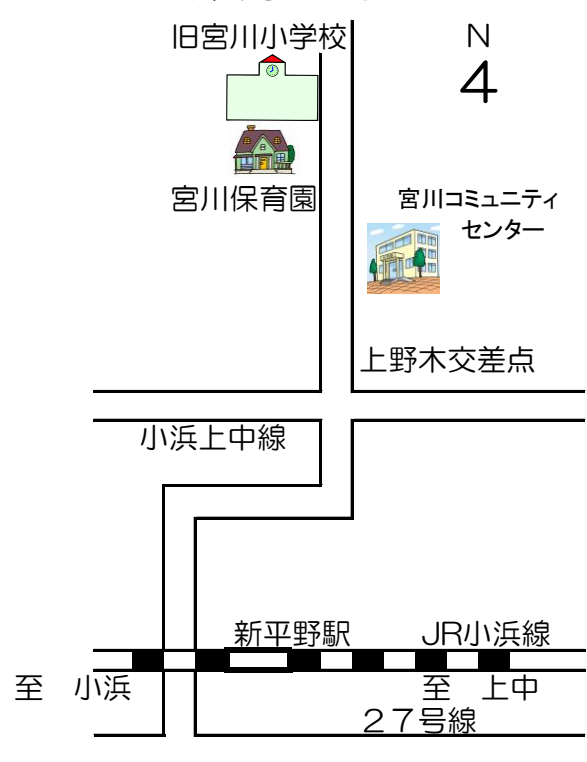 旧宮川小学校
N
4
宮川保育園
宮川コミュニティ
センター
上野木交差点
小浜上中線
新平野駅
JR小浜線
至 小浜
至 上中
27号線